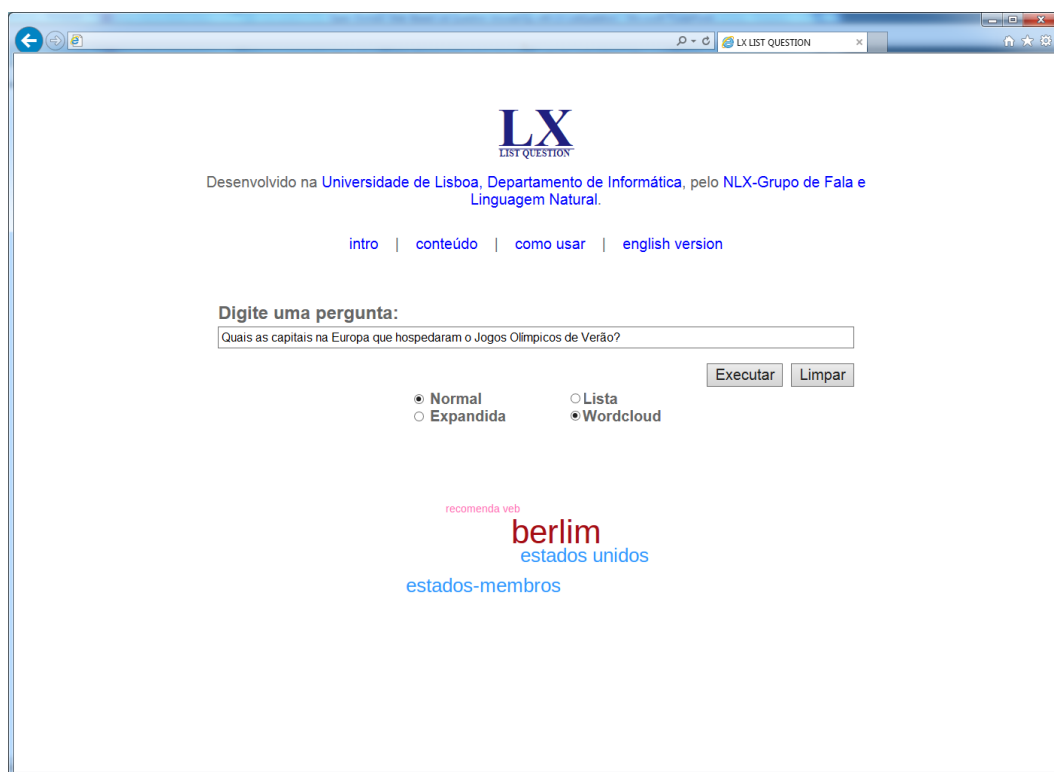 LX LIST QUESTION
LX
LIST QUESTION
Desenvolvido na Universidade de Lisboa, Departamento de Informática, pelo NLX-Grupo de Fala e
Linguagem Natural.
intro | conteúdo | como usar | english version
Digite uma pergunta:
Quais as capitais na Europa que hospedaram o Jogos Olímpicos de Verão?
Executar Limpar
Normal Lista
Expandida Wordcloud
recomenda veb
berlim
estados unidos
estados-membros